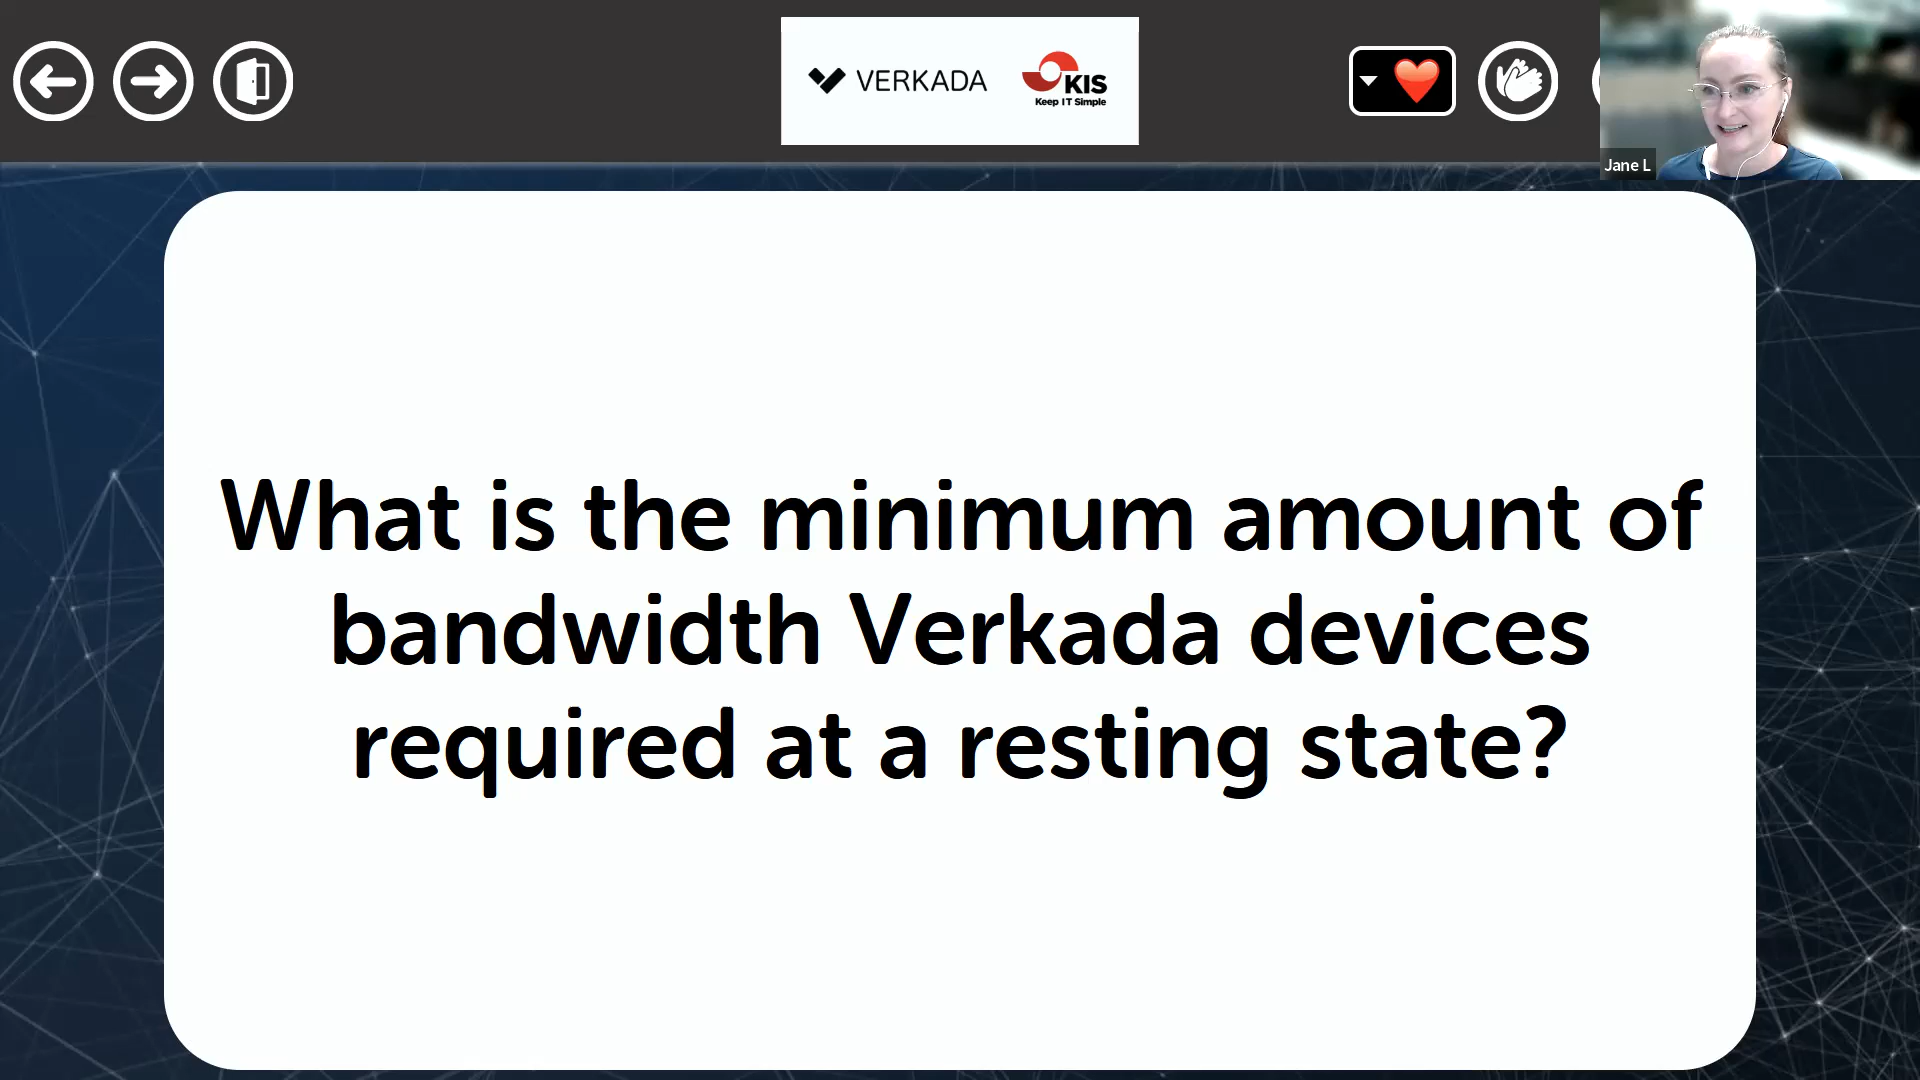 VERKADA
KIS
Keep IT Simple
Jane L
What is the minimum amount of
bandwidth Verkada devices
required at a resting state?